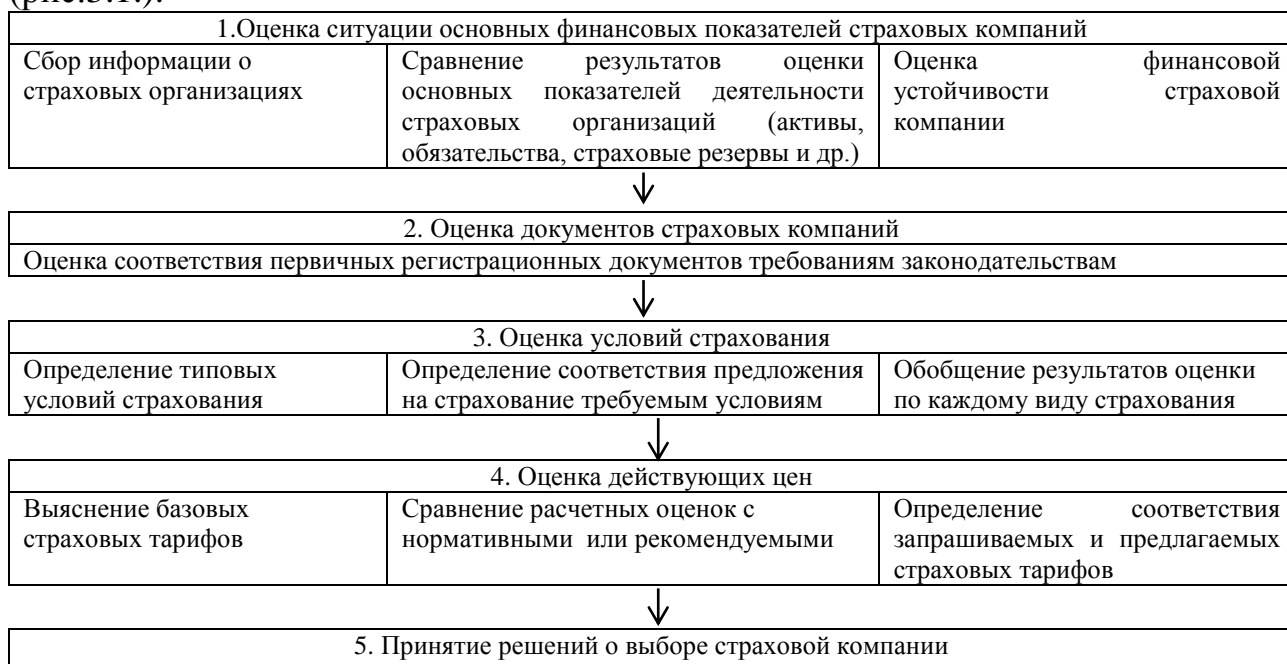 (рис.3.1.).
1.Оценка ситуации основных финансовых показателей страховых компаний
Сбор информации о
страховых организациях
Сравнение результатов оценки
основных показателей деятельности
страховых организаций (активы,
обязательства, страховые резервы и др.)
Оценка финансовой
устойчивости страховой
компании
2. Оценка документов страховых компаний
Оценка соответствия первичных регистрационных документов требованиям законодательствам
3. Оценка условий страхования
Определение типовых
условий страхования
Определение соответствия предложения
на страхование требуемым условиям
Обобщение результатов оценки
по каждому виду страхования
4. Оценка действующих цен
Выяснение базовых
страховых тарифов
Сравнение расчетных оценок с
нормативными или рекомендуемыми
Определение соответствия
запрашиваемых и предлагаемых
страховых тарифов
5. Принятие решений о выборе страховой компании